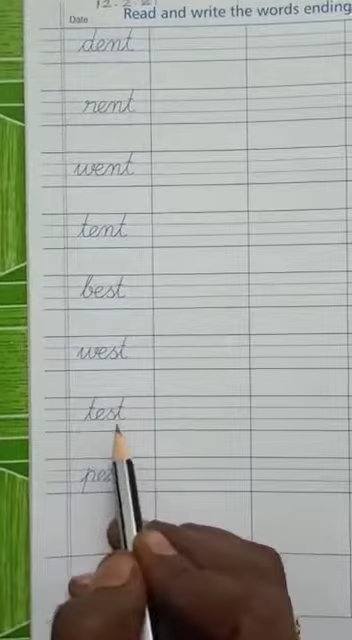 Read and write the words ending
Date
dent
rent
went
tent
best
west
test